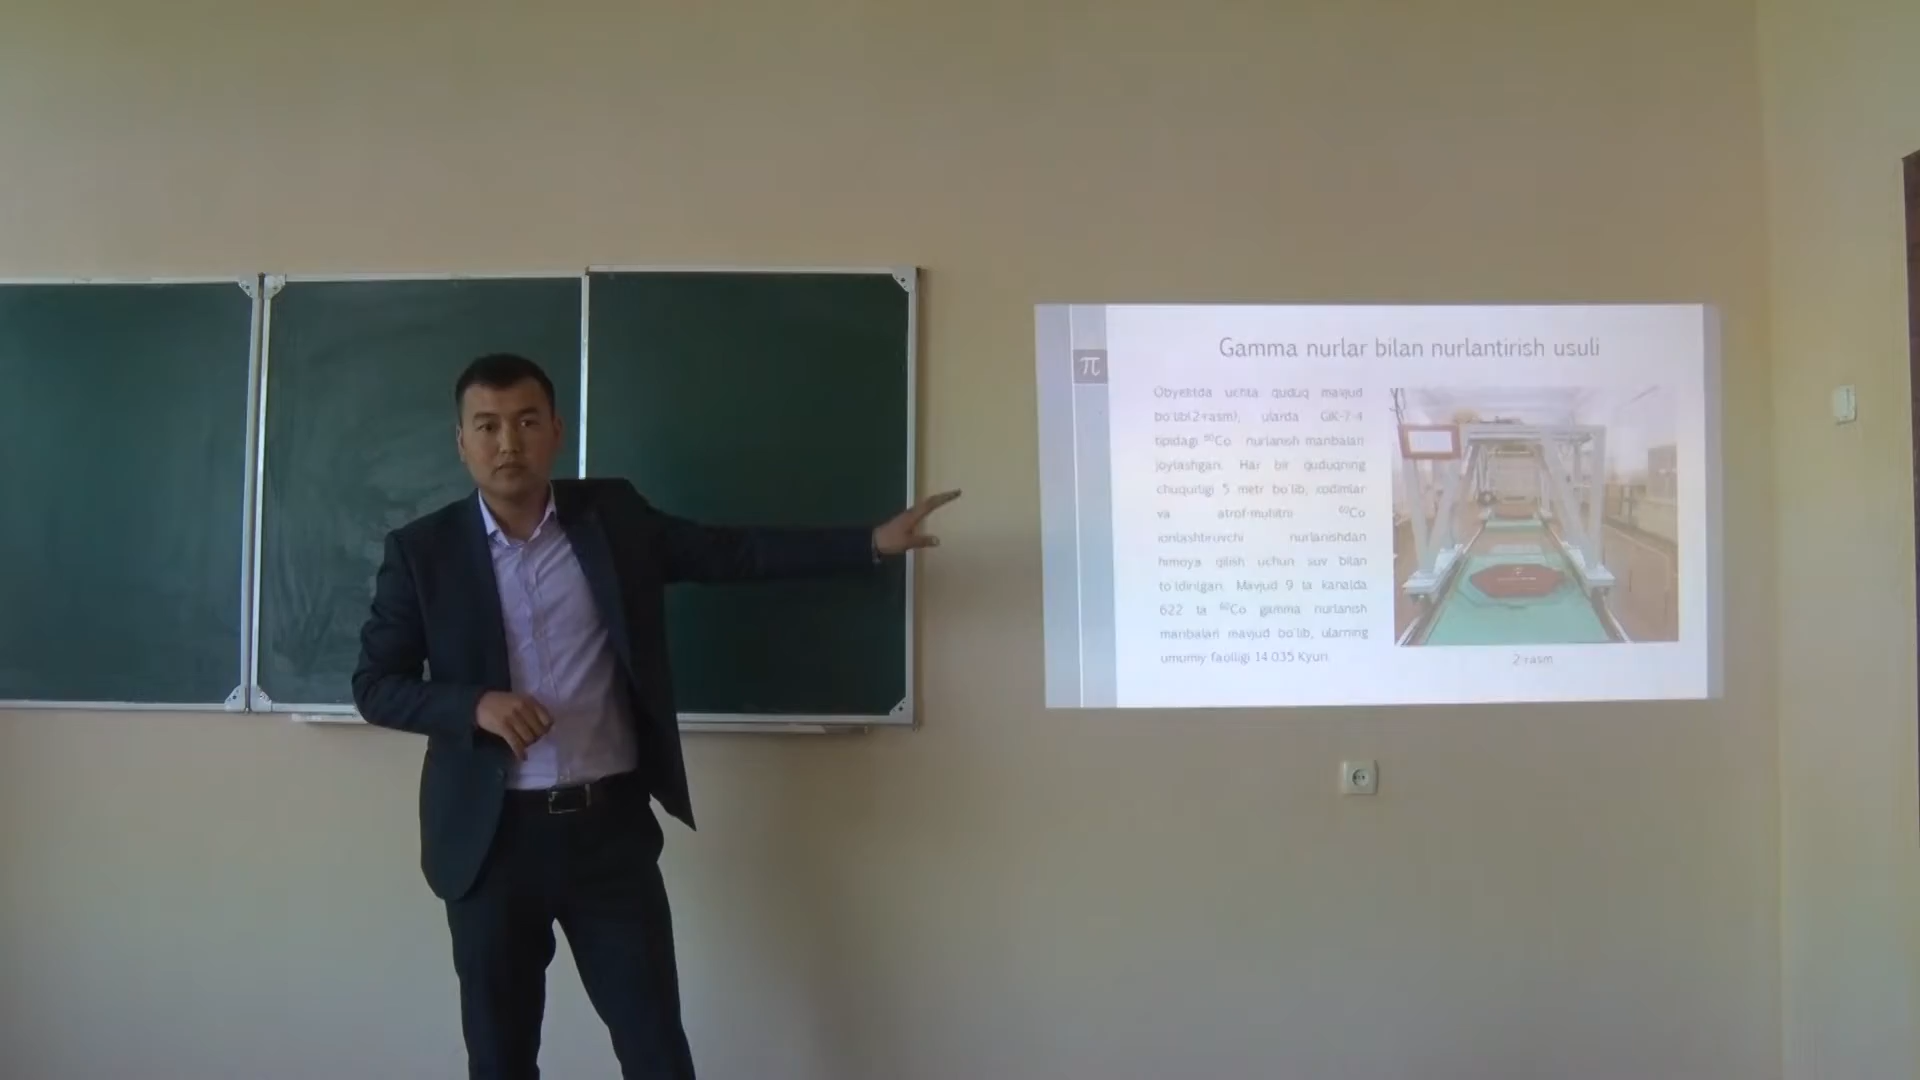 π
Gamma nurlar bilan nurlantirish usuli
Obyektda uchta quduq mavjud
bo'lib(2-rasm), ularda GIK-7-4
tipidagi ⁶⁰Co nurlanish manbalari
joylashgan. Har bir quduqning
chuqurligi 5 metr bo'lib, xodimlar
va atrof-muhitni ⁶⁰Co
ionlashtiruvchi nurlanishdan
himoya qilish uchun suv bilan
to'ldirilgan. Mavjud 9 ta kanalda
622 ta ⁶⁰Co gamma nurlanish
manbalari mavjud bo'lib, ularning
umumiy faolligi 14 035 Kyuri.
2-rasm